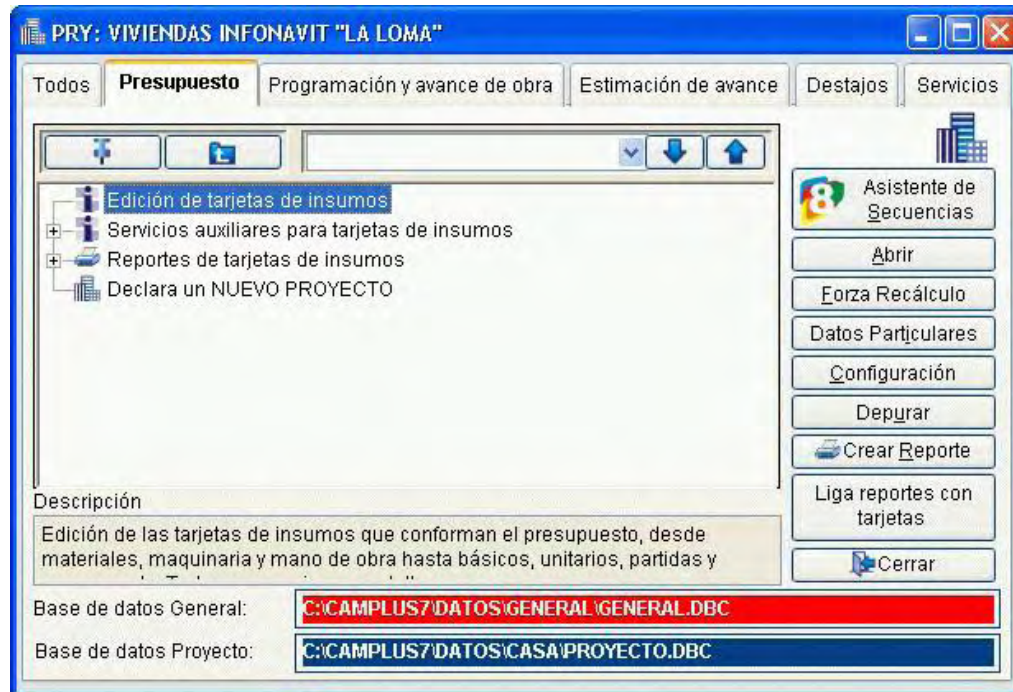 PRY: VIVIENDAS INFONAVIT "LA LOMA"
Todos Presupuesto Programación y avance de obra Estimación de avance Destajos Servicios
Edición de tarjetas de insumos
Servicios auxiliares para tarjetas de insumos
Reportes de tarjetas de insumos
Declara un NUEVO PROYECTO
Asistente de
Secuencias
Abrir
Forza Recálculo
Datos Particulares
Configuración
Depurar
Crear Reporte
Liga reportes con
tarjetas
Cerrar
Descripción
Edición de las tarjetas de insumos que conforman el presupuesto, desde
materiales, maquinaria y mano de obra hasta básicos, unitarios, partidas y
Base de datos General: C:\CAMPLUS7\DATOS\GENERAL\GENERAL.DBC
Base de datos Proyecto: C:\CAMPLUS7\DATOS\CASA\PROYECTO.DBC